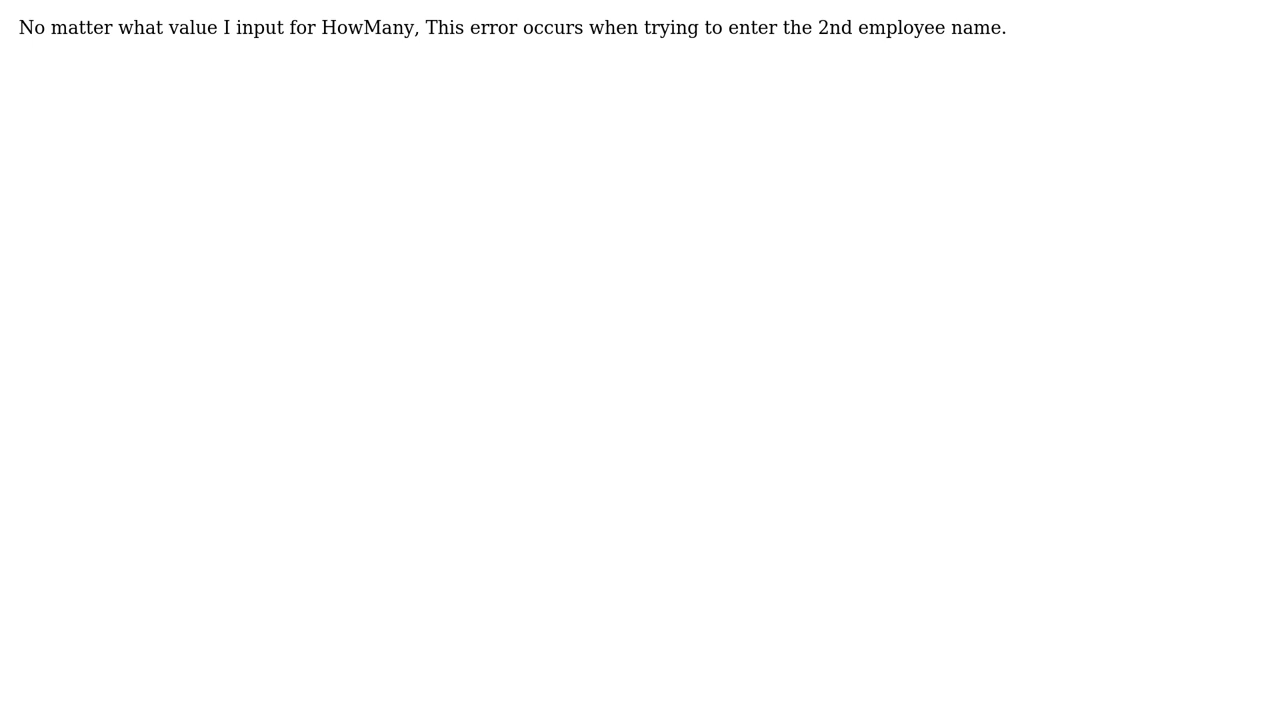 No matter what value I input for HowMany, This error occurs when trying to enter the 2nd employee name.